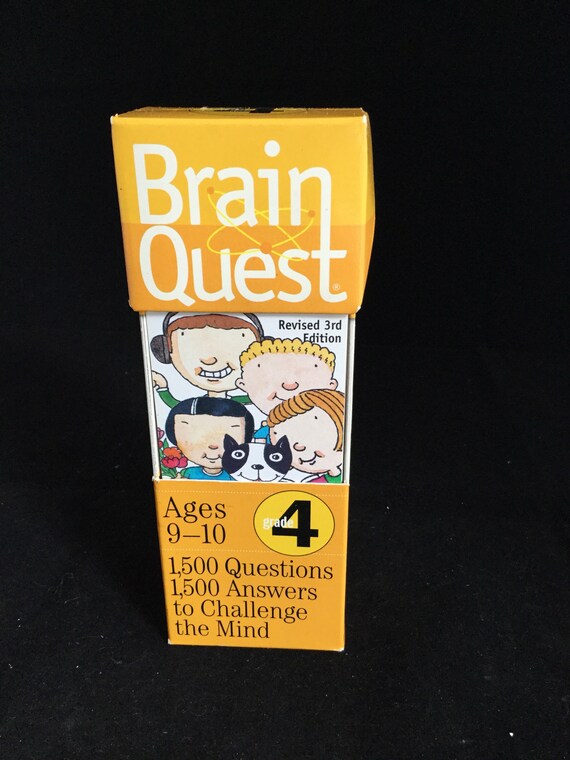 Brain
Quest®
Revised 3rd
Edition
Ages
9–10
grade 4
1,500 Questions
1,500 Answers
to Challenge
the Mind